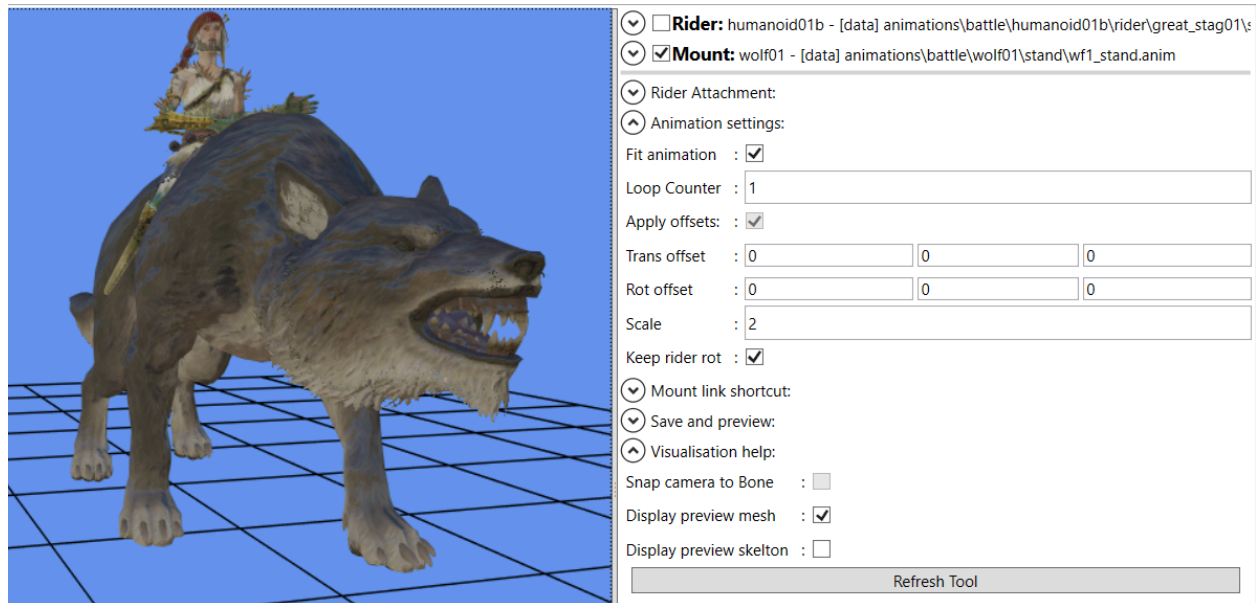 Rider: humanoid01b - [data] animations\battle\humanoid01b\rider\great_stag01\
Mount: wolf01 - [data] animations\battle\wolf01\stand\wf1_stand.anim
Rider Attachment:
Animation settings:
Fit animation :
Loop Counter : 1
Apply offsets: :
Trans offset : 0 0 0
Rot offset : 0 0 0
Scale : 2
Keep rider rot :
Mount link shortcut:
Save and preview:
Visualisation help:
Snap camera to Bone :
Display preview mesh :
Display preview skelton :
Refresh Tool